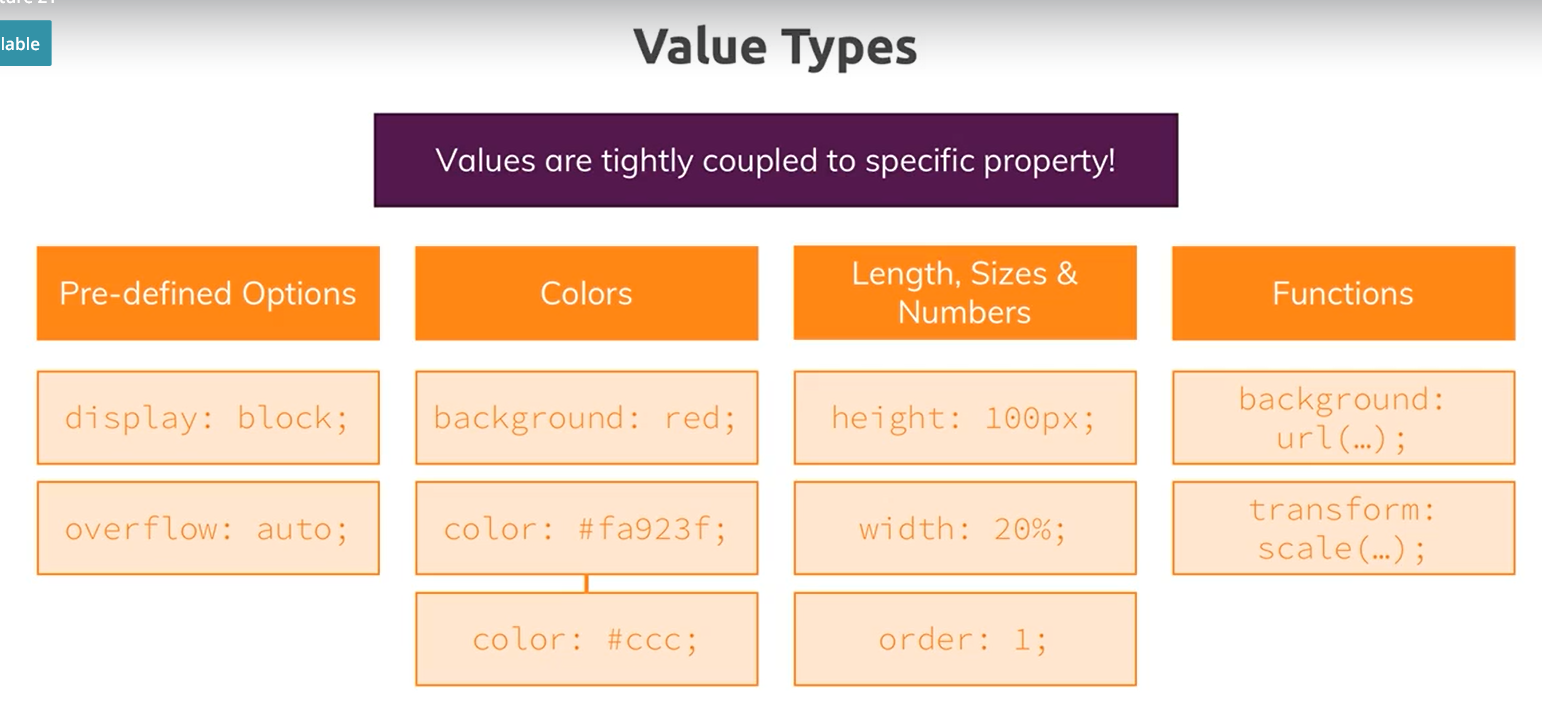 lable
Value Types
Values are tightly coupled to specific property!
Pre-defined Options
display: block;
overflow: auto;
Colors
background: red;
color: #fa923f;
color: #ccc;
Length, Sizes &
Numbers
height: 100px;
width: 20%;
order: 1;
Functions
background:
url(…);
transform:
scale(…);